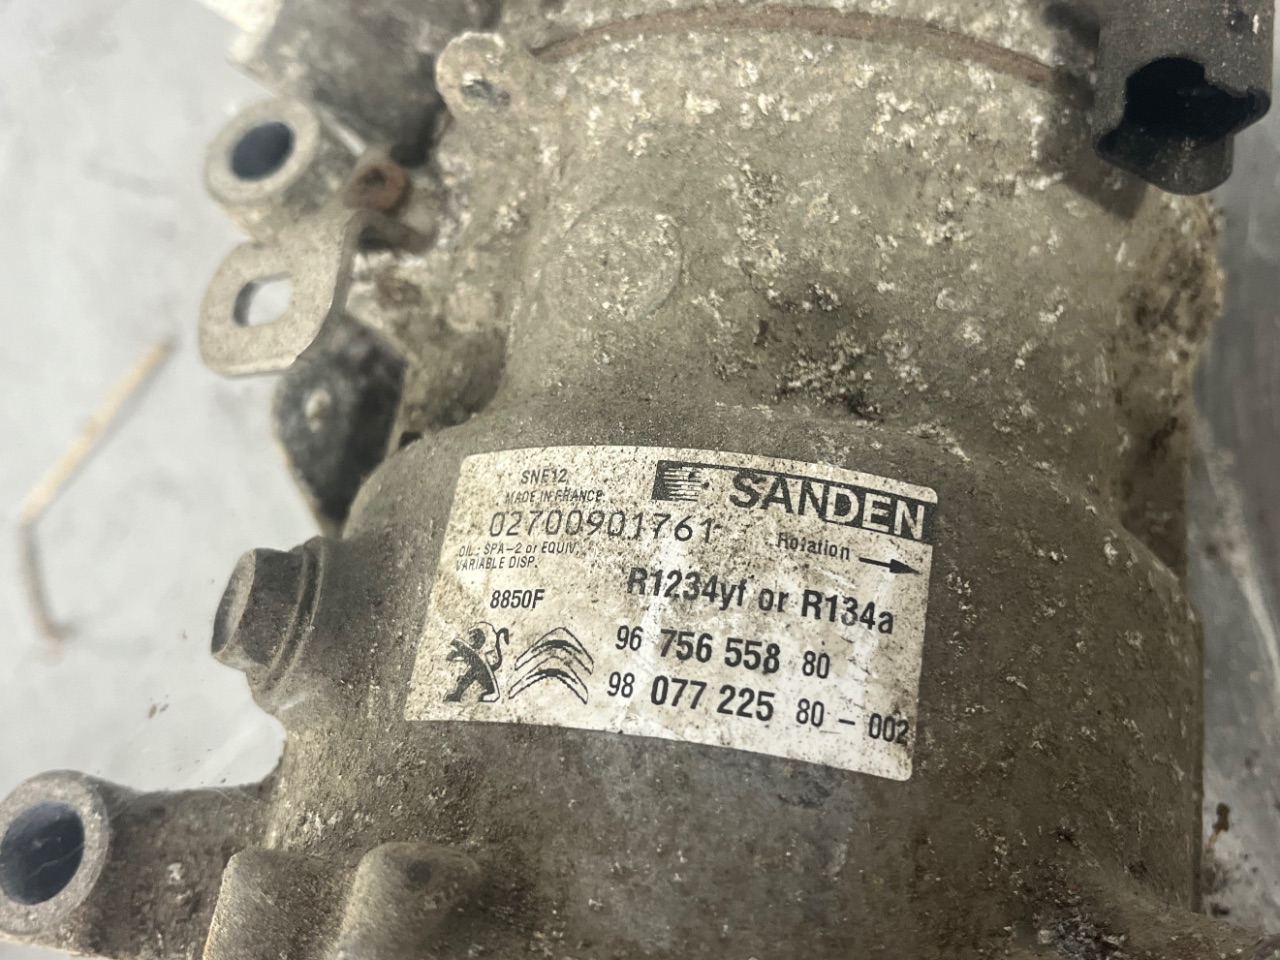 SNE12
MADE IN FRANCE
SANDEN
02700901761
Rotation
OIL : SPA-2 or EQUIV.
VARIABLE DISP.
R1234yf or R134a
8850F
96 756 558 80
98 077 225 80 - 002